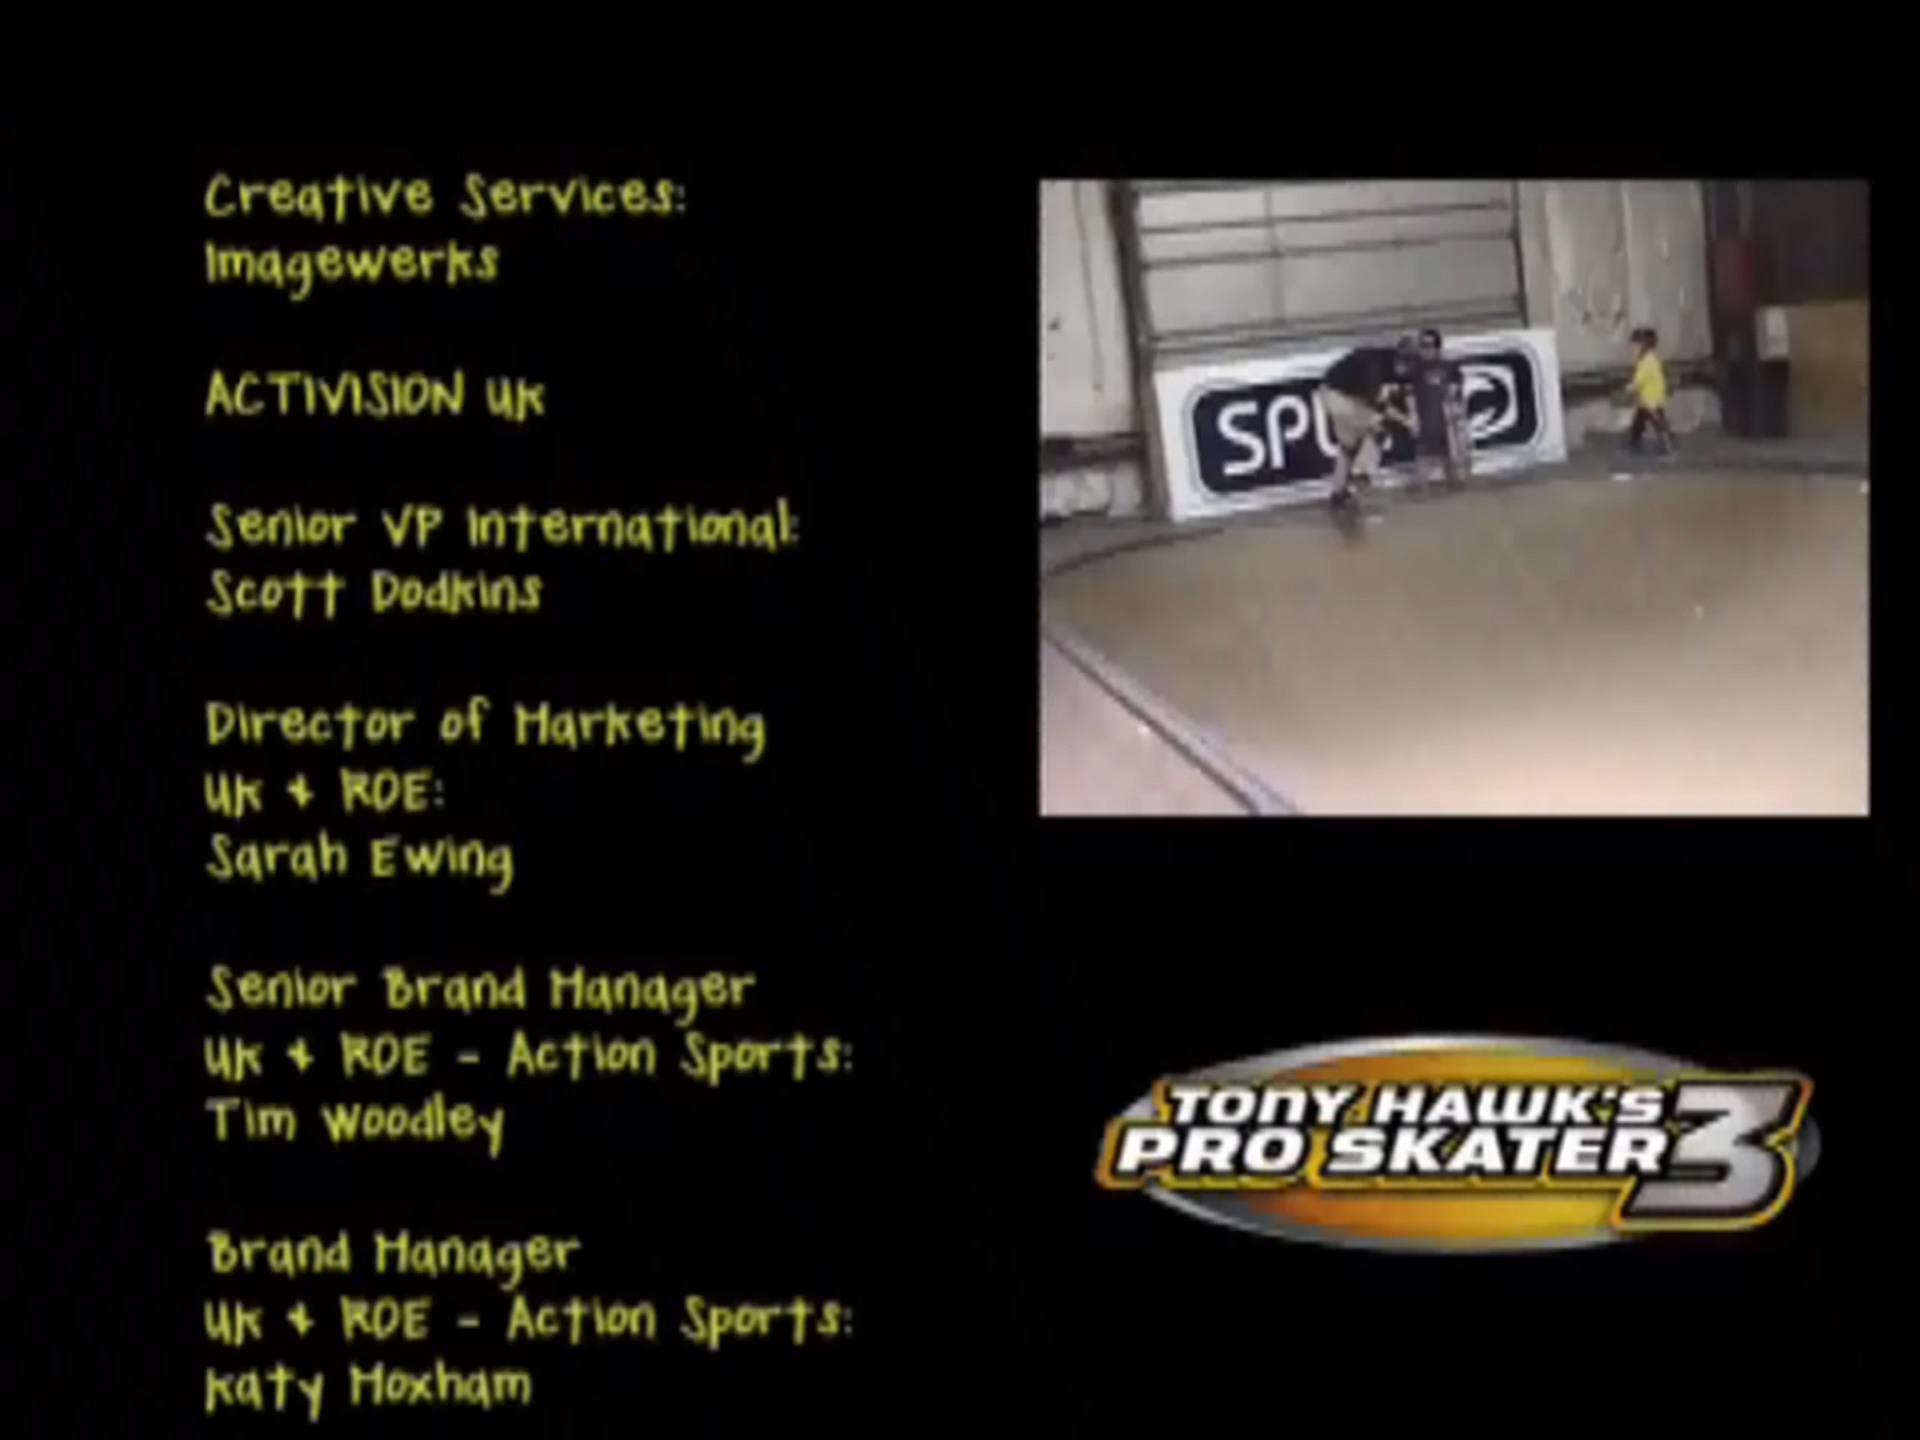 Creative Services:
Imagewerks
ACTIVISION UK
Senior VP International:
Scott Dodkins
Director of Marketing
UK & ROE:
Sarah Ewing
Senior Brand Manager
UK & ROE - Action Sports:
Tim Woodley
Brand Manager
UK & ROE - Action Sports:
Katy Moxham
TONY HAWK'S
PRO SKATER 3